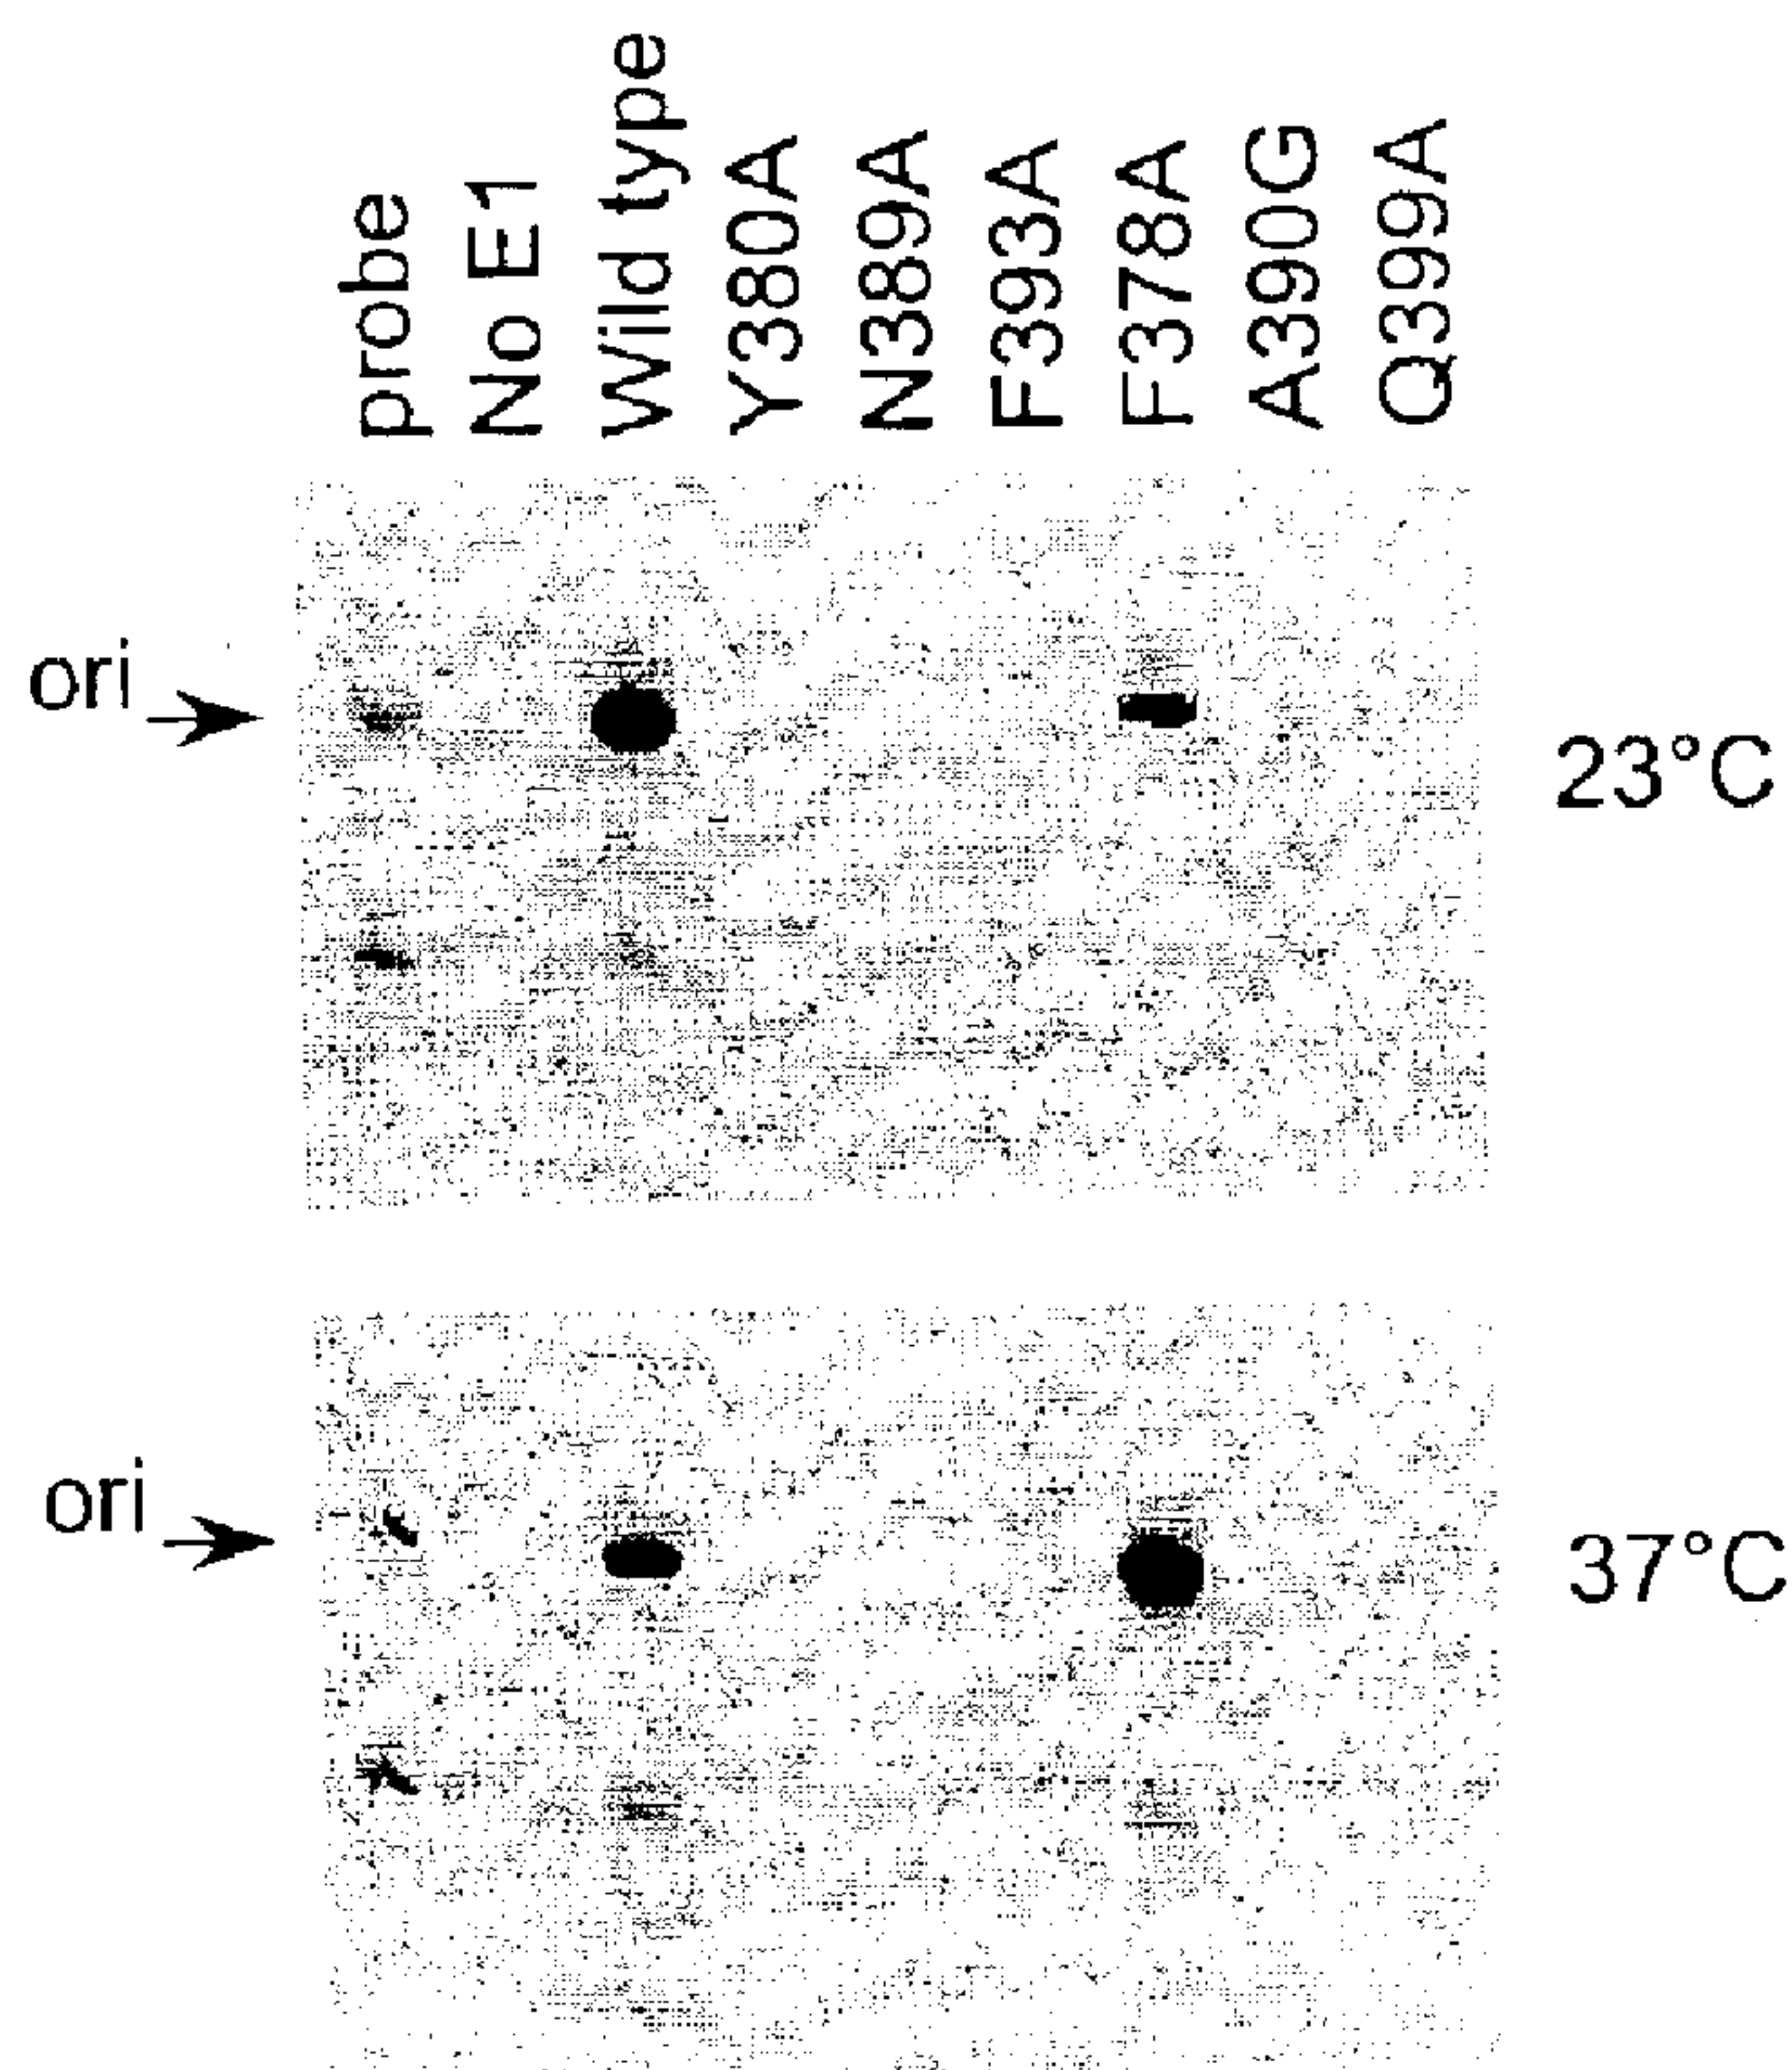 probe
No E1
Wild type
Y380A
N389A
F393A
F378A
A390G
Q399A
ori
23°C
ori
37°C